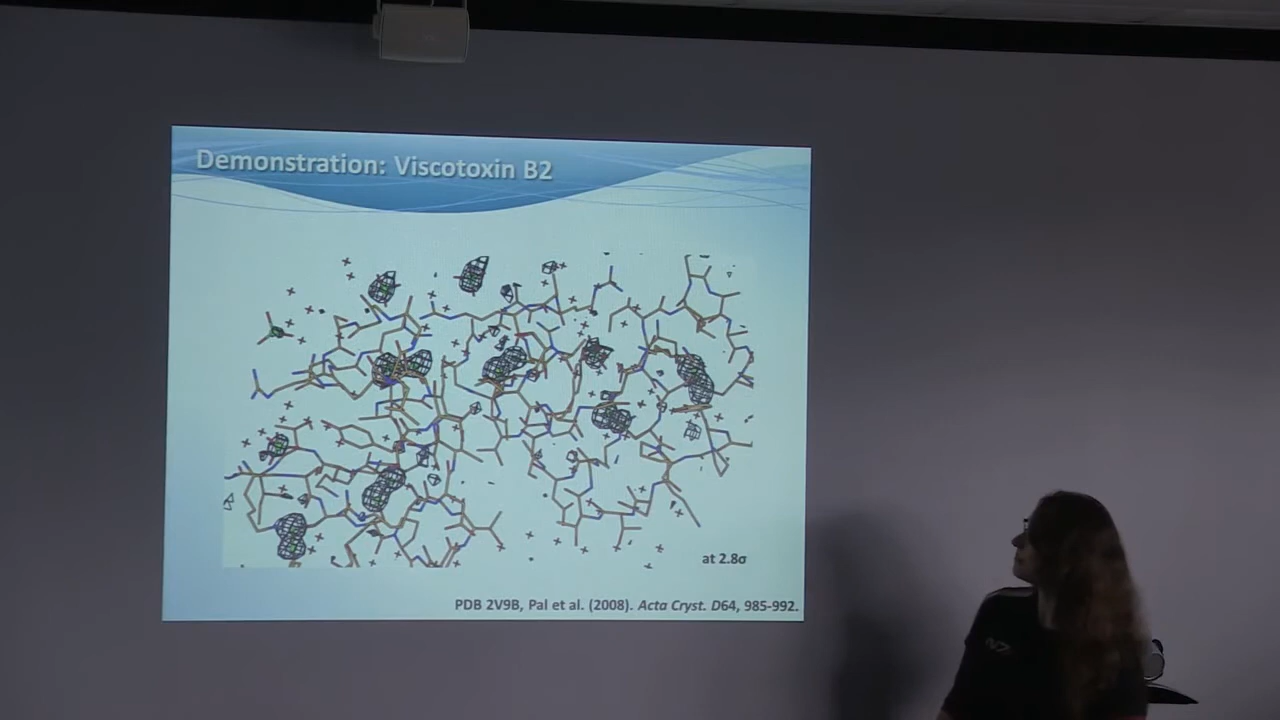 Demonstration: Viscotoxin B2
at 2.8σ
PDB 2V9B, Pal et al. (2008). Acta Cryst. D64, 985-992.